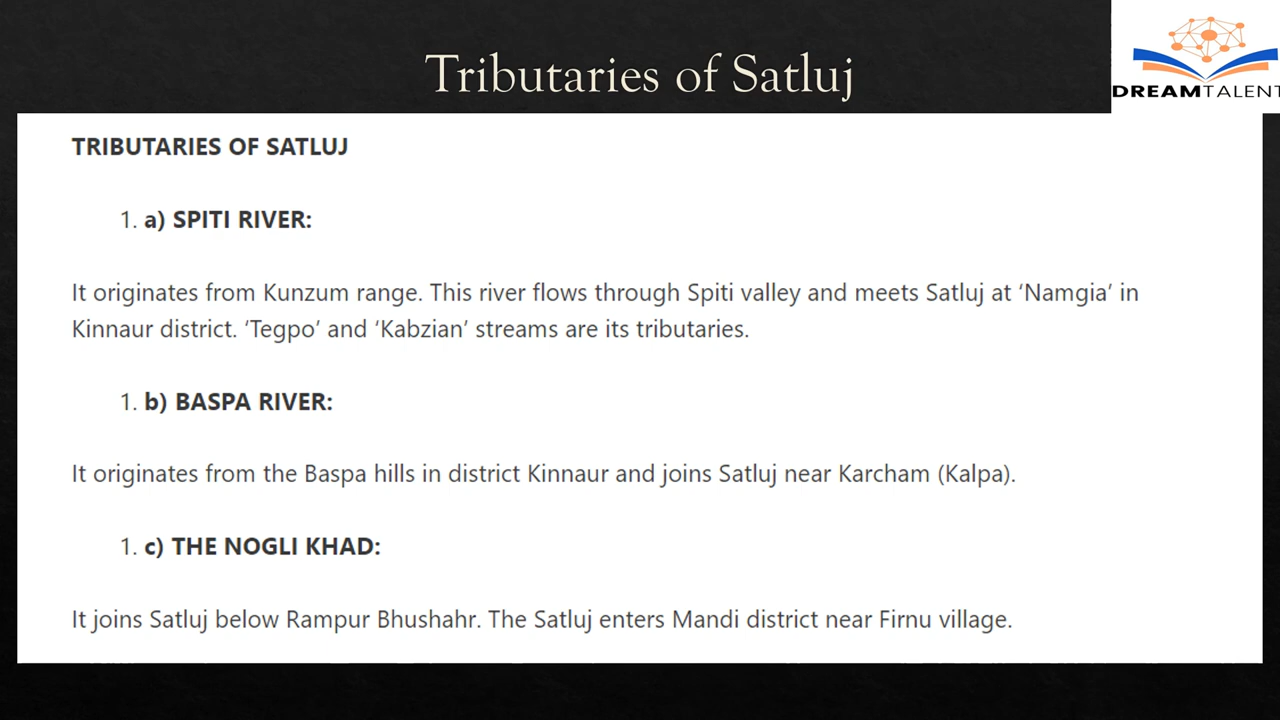 Tributaries of Satluj
DREAMTALENT
TRIBUTARIES OF SATLUJ
1. a) SPITI RIVER:
It originates from Kunzum range. This river flows through Spiti valley and meets Satluj at ‘Namgia’ in
Kinnaur district. ‘Tegpo’ and ‘Kabzian’ streams are its tributaries.
1. b) BASPA RIVER:
It originates from the Baspa hills in district Kinnaur and joins Satluj near Karcham (Kalpa).
1. c) THE NOGLI KHAD:
It joins Satluj below Rampur Bhushahr. The Satluj enters Mandi district near Firnu village.